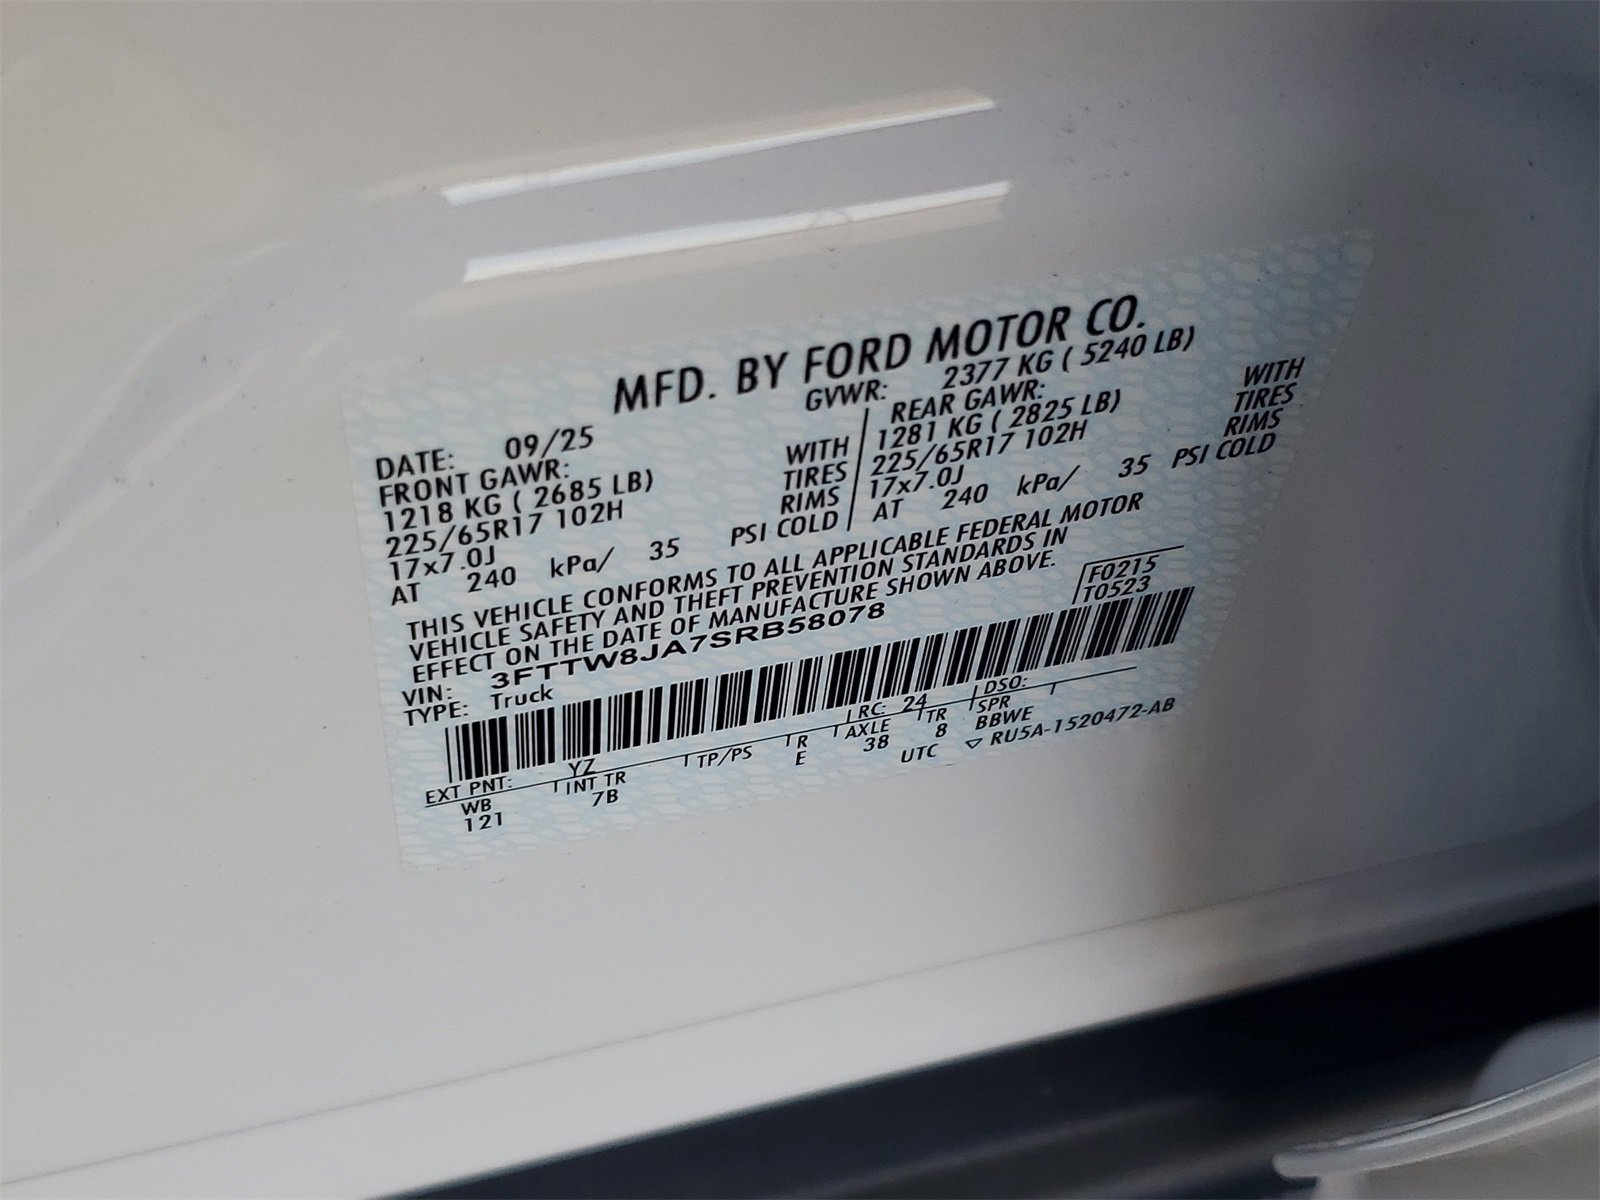 MFD. BY FORD MOTOR CO.
DATE: 09/25 GVWR: 2377 KG ( 5240 LB)
FRONT GAWR: REAR GAWR:
1218 KG ( 2685 LB) WITH 1281 KG ( 2825 LB) WITH
225/65R17 102H TIRES 225/65R17 102H TIRES
17x7.0J RIMS 17x7.0J RIMS
AT 240 kPa/ 35 PSI COLD AT 240 kPa/ 35 PSI COLD
THIS VEHICLE CONFORMS TO ALL APPLICABLE FEDERAL MOTOR
VEHICLE SAFETY AND THEFT PREVENTION STANDARDS IN
EFFECT ON THE DATE OF MANUFACTURE SHOWN ABOVE.
F0215
T0523
VIN: 3FTTW8JA7SRB58078
TYPE: Truck
EXT PNT: YZ RC: 24 DSO:
WB INT TR TP/PS R AXLE TR SPR
121 7B E 38 8 BBWE
UTC ▽ RU5A-1520472-AB